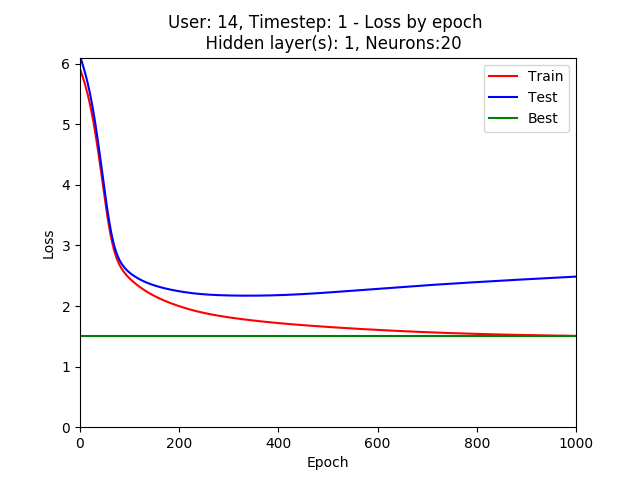 User: 14, Timestep: 1 - Loss by epoch
Hidden layer(s): 1, Neurons:20
Train
Test
Best
Loss
6
5
4
3
2
1
0
0 200 400 600 800 1000
Epoch